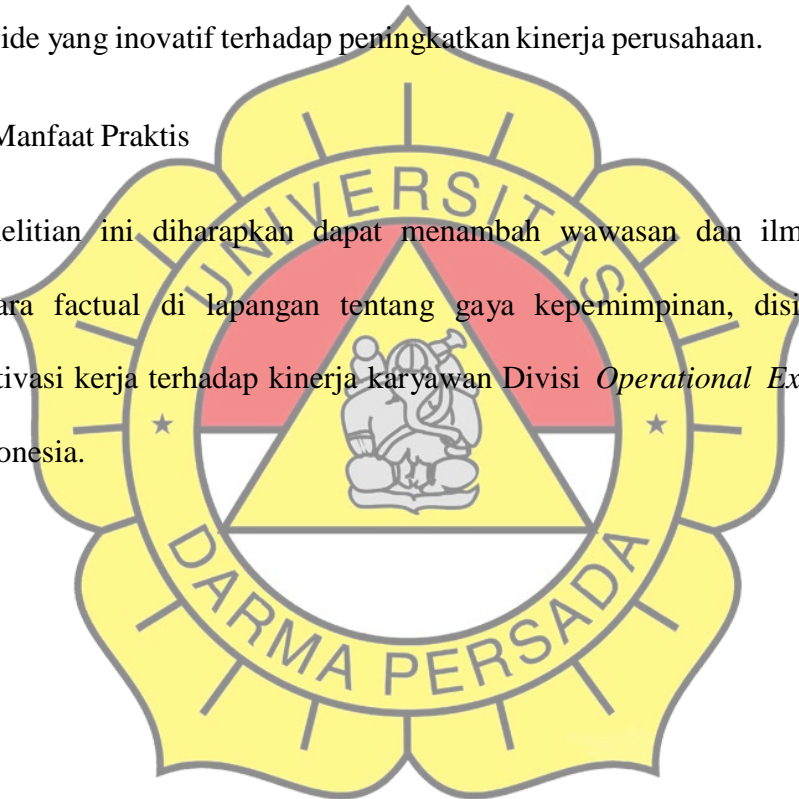 ide yang inovatif terhadap peningkatkan kinerja perusahaan.
Manfaat Praktis
elitian ini diharapkan dapat menambah wawasan dan ilm
ara factual di lapangan tentang gaya kepemimpinan, disi
tivasi kerja terhadap kinerja karyawan Divisi Operational Ex
onesia.
UNIVERSITAS
DARMA PERSADA